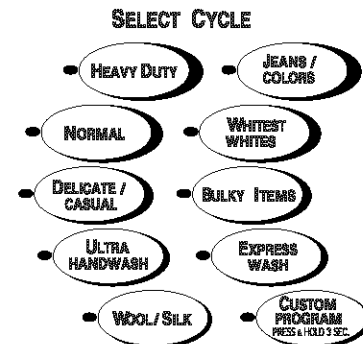 SELECT CYCLE
HEAVY DUTY
JEANS /
COLORS
NORMAL
WHITEST
WHITES
DELICATE /
CASUAL
BULKY ITEMS
ULTRA
HANDWASH
EXPRESS
WASH
WOOL/ SILK
CUSTOM
PROGRAM
PRESS & HOLD 3 SEC.